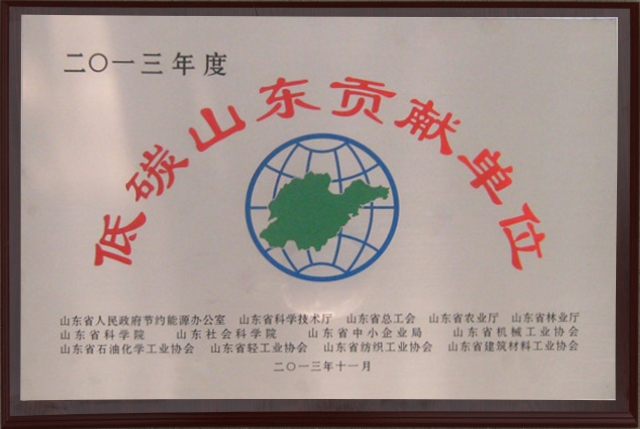 二〇一三年度
低碳山东贡献单位
山东省人民政府节约能源办公室 山东省科学技术厅 山东省总工会 山东省农业厅 山东省林业厅
山东省科学院 山东社会科学院 山东省中小企业局 山东省机械工业协会
山东省石油化学工业协会 山东省轻工业协会 山东省纺织工业协会 山东省建筑材料工业协会
二〇一三年十一月